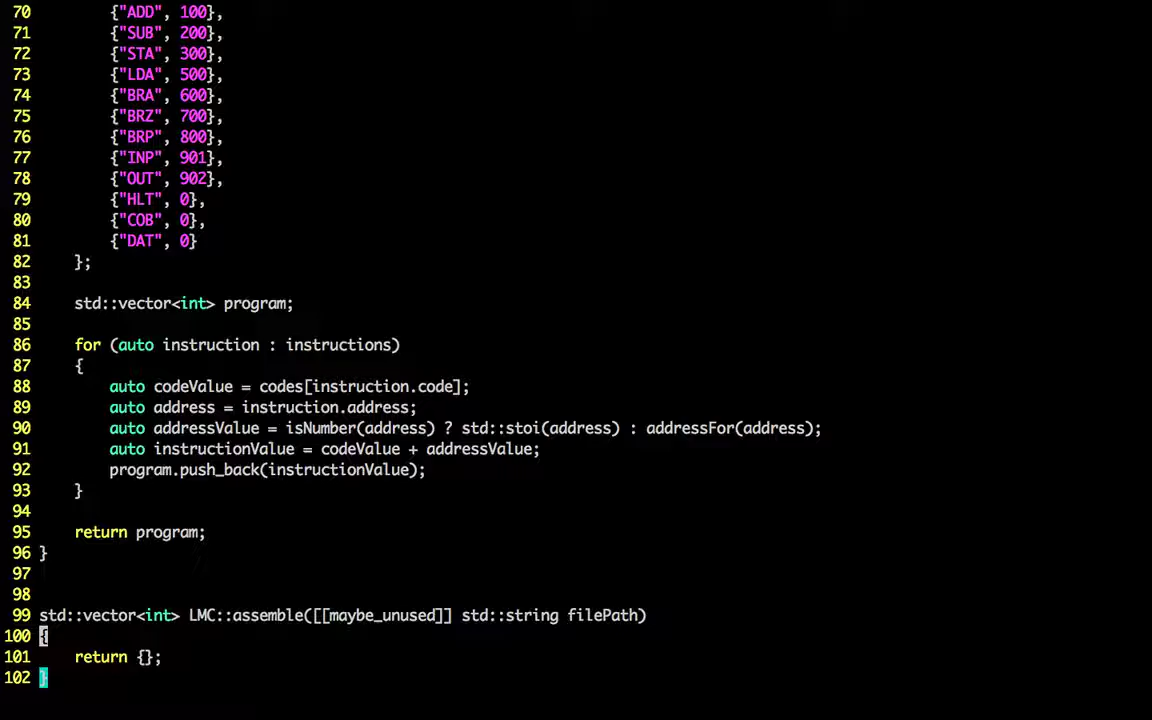 70         {"ADD", 100},
71         {"SUB", 200},
72         {"STA", 300},
73         {"LDA", 500},
74         {"BRA", 600},
75         {"BRZ", 700},
76         {"BRP", 800},
77         {"INP", 901},
78         {"OUT", 902},
79         {"HLT", 0},
80         {"COB", 0},
81         {"DAT", 0}
82     };
83
84     std::vector<int> program;
85
86     for (auto instruction : instructions)
87     {
88         auto codeValue = codes[instruction.code];
89         auto address = instruction.address;
90         auto addressValue = isNumber(address) ? std::stoi(address) : addressFor(address);
91         auto instructionValue = codeValue + addressValue;
92         program.push_back(instructionValue);
93     }
94
95     return program;
96 }
97
98
99 std::vector<int> LMC::assemble([[maybe_unused]] std::string filePath)
100 {
101     return {};
102 }